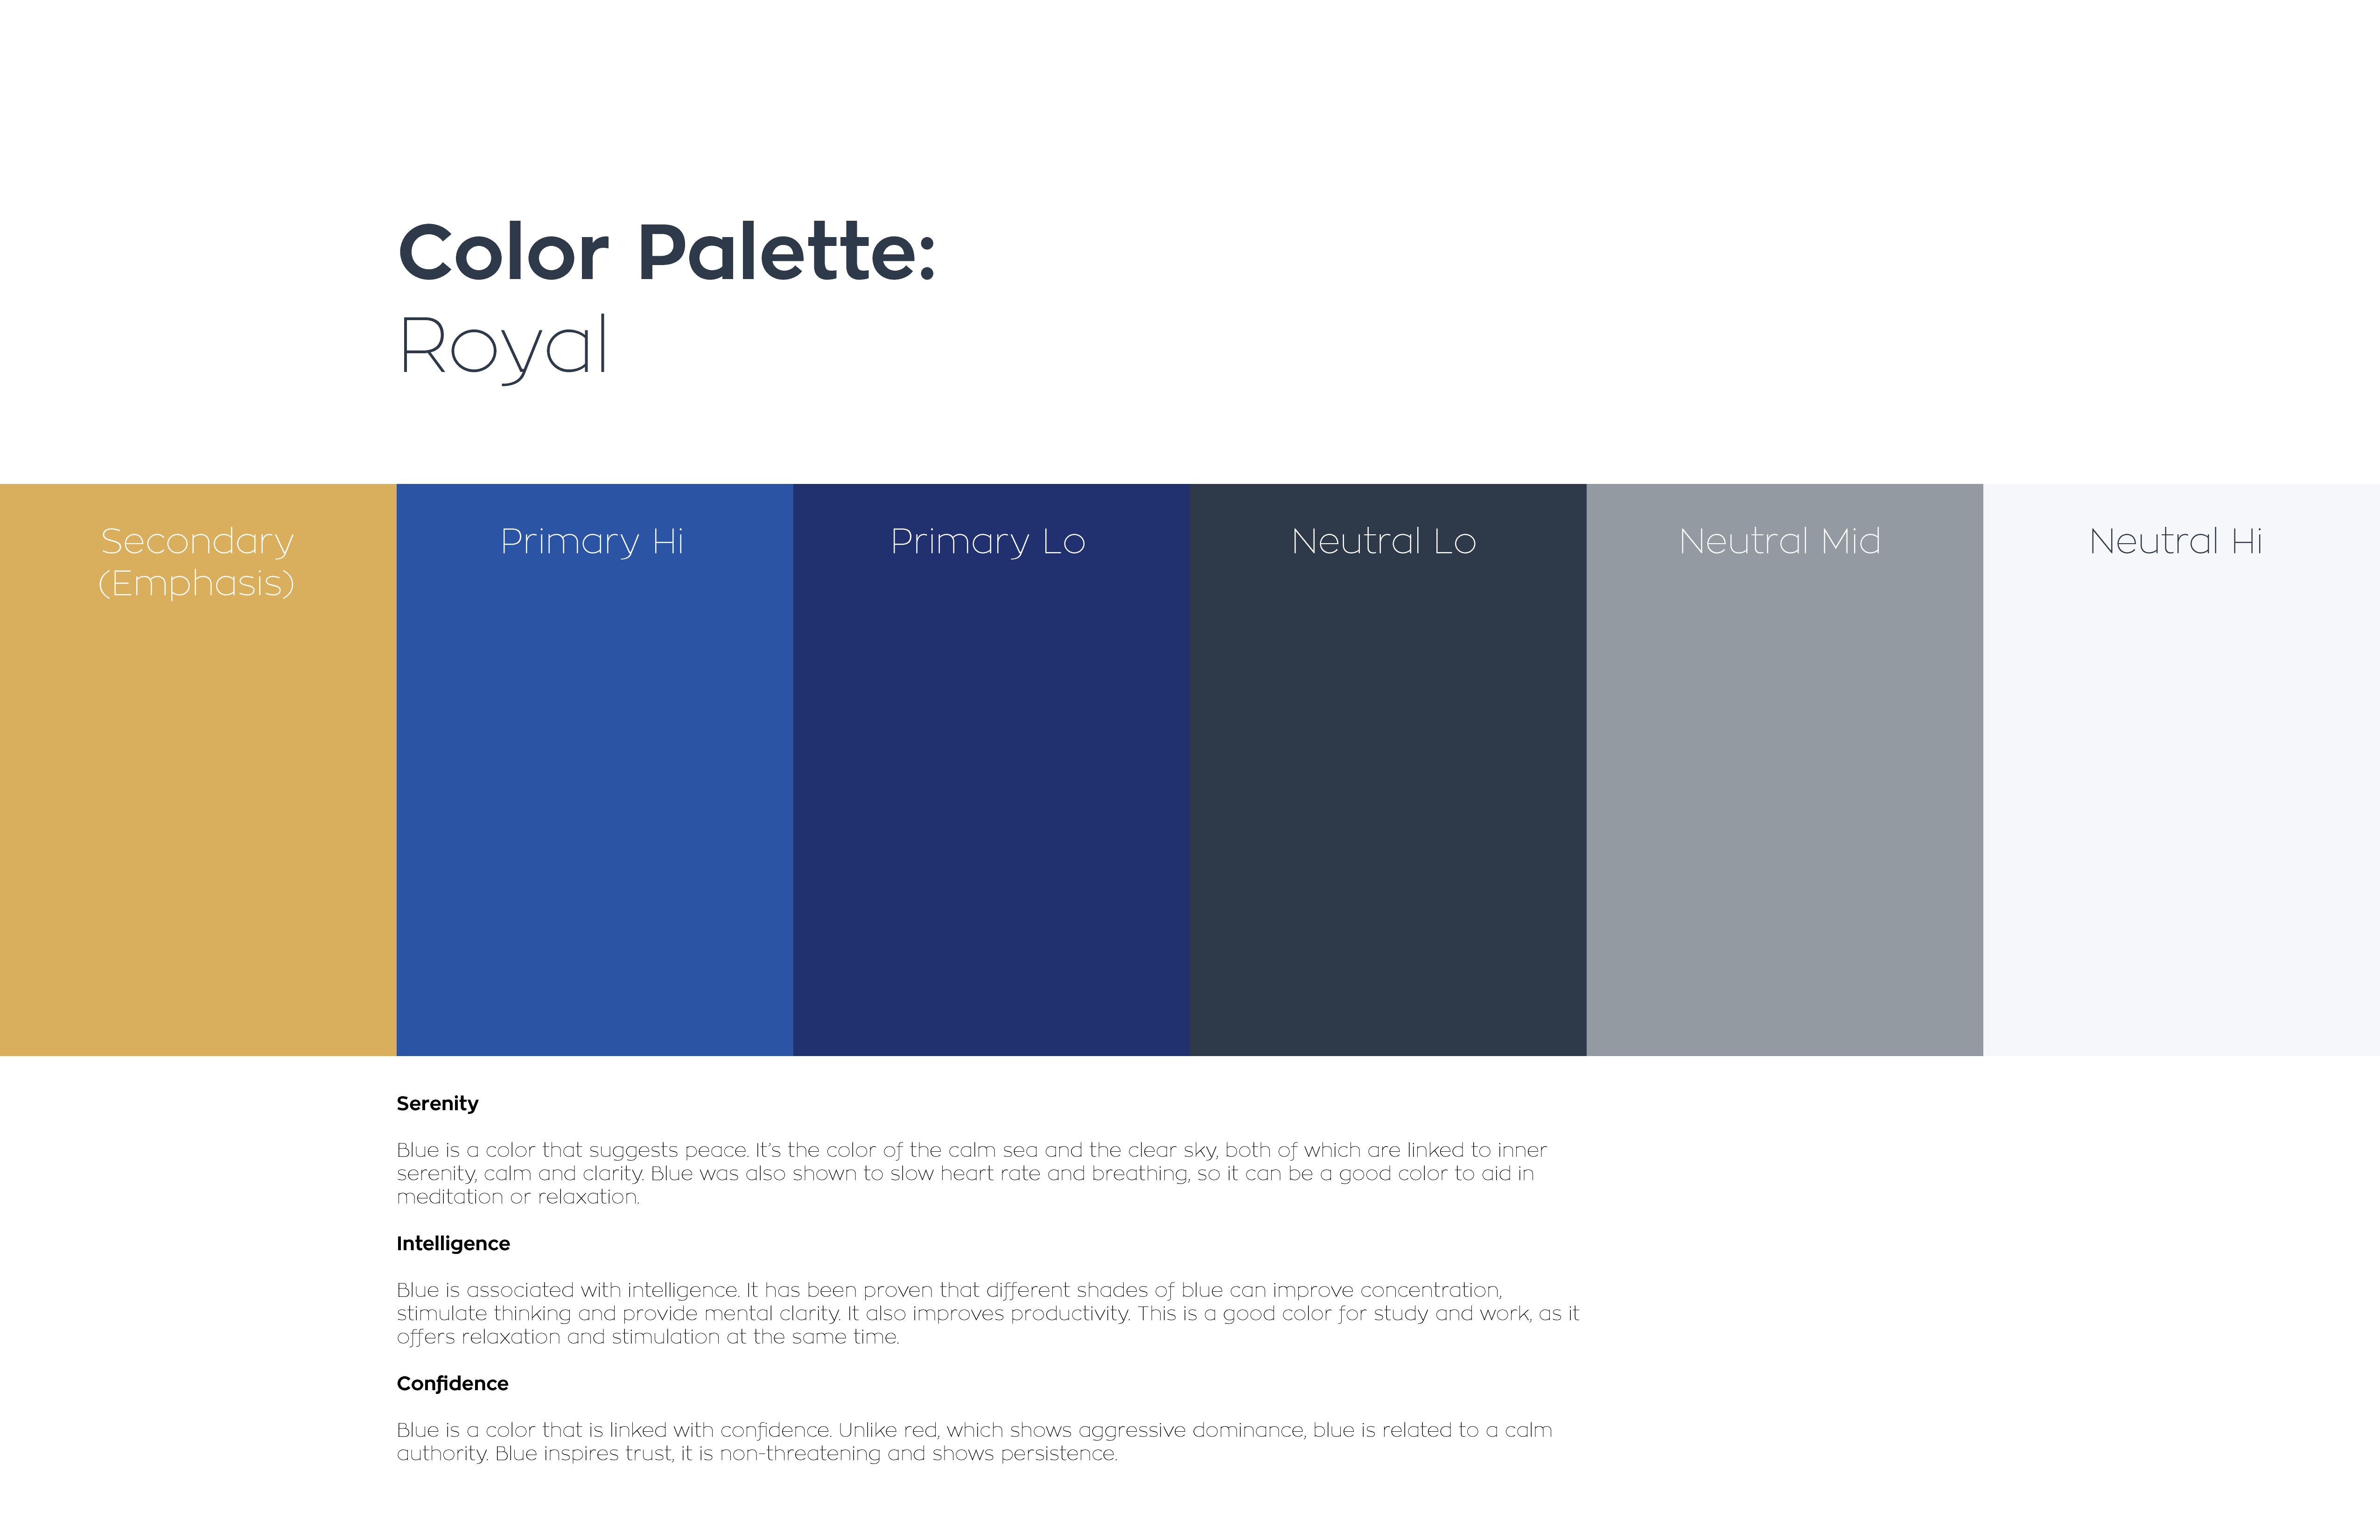 Color Palette:
Royal
Secondary
(Emphasis)
Primary Hi
Primary Lo
Neutral Lo
Neutral Mid
Neutral Hi
Serenity
Blue is a color that suggests peace. It’s the color of the calm sea and the clear sky, both of which are linked to inner
serenity, calm and clarity. Blue was also shown to slow heart rate and breathing, so it can be a good color to aid in
meditation or relaxation.
Intelligence
Blue is associated with intelligence. It has been proven that different shades of blue can improve concentration,
stimulate thinking and provide mental clarity. It also improves productivity. This is a good color for study and work, as it
offers relaxation and stimulation at the same time.
Confidence
Blue is a color that is linked with confidence. Unlike red, which shows aggressive dominance, blue is related to a calm
authority. Blue inspires trust, it is non-threatening and shows persistence.